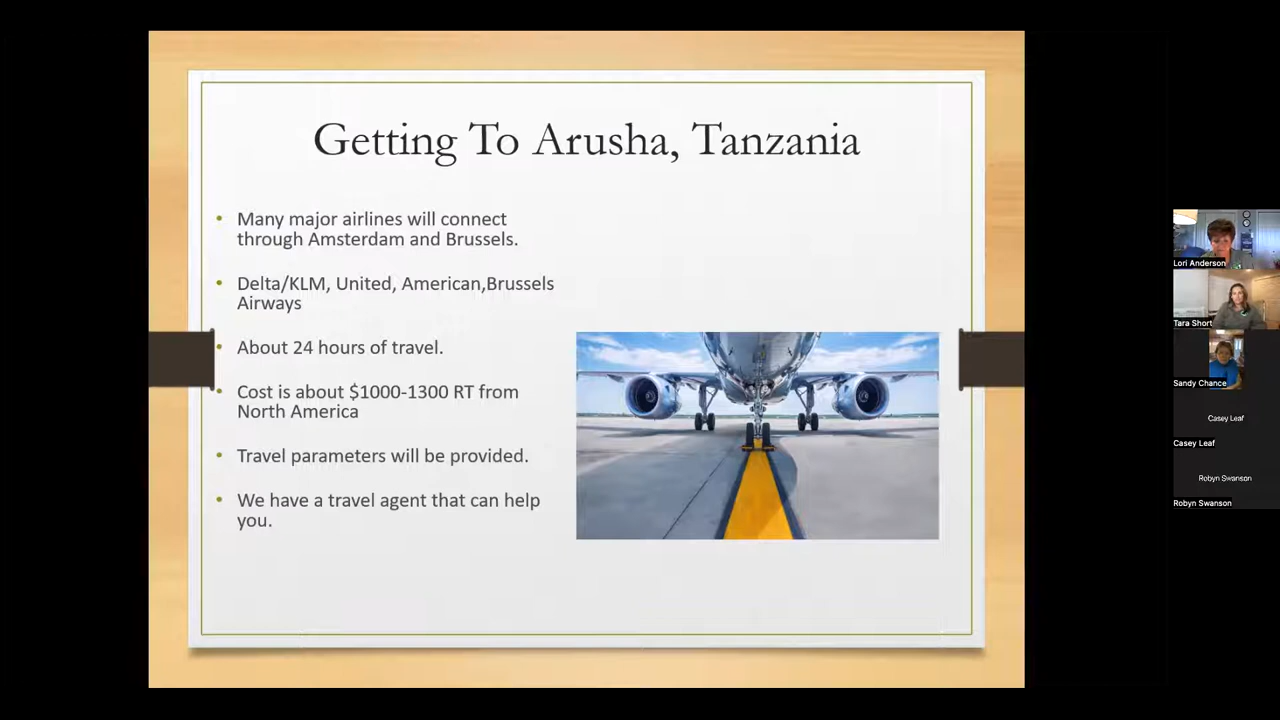 Getting To Arusha, Tanzania
• Many major airlines will connect
through Amsterdam and Brussels.
• Delta/KLM, United, American,Brussels
Airways
• About 24 hours of travel.
• Cost is about $1000-1300 RT from
North America
• Travel parameters will be provided.
• We have a travel agent that can help
you.
Lori Anderson
Tara Short
Sandy Chance
Casey Leaf
Casey Leaf
Robyn Swanson
Robyn Swanson